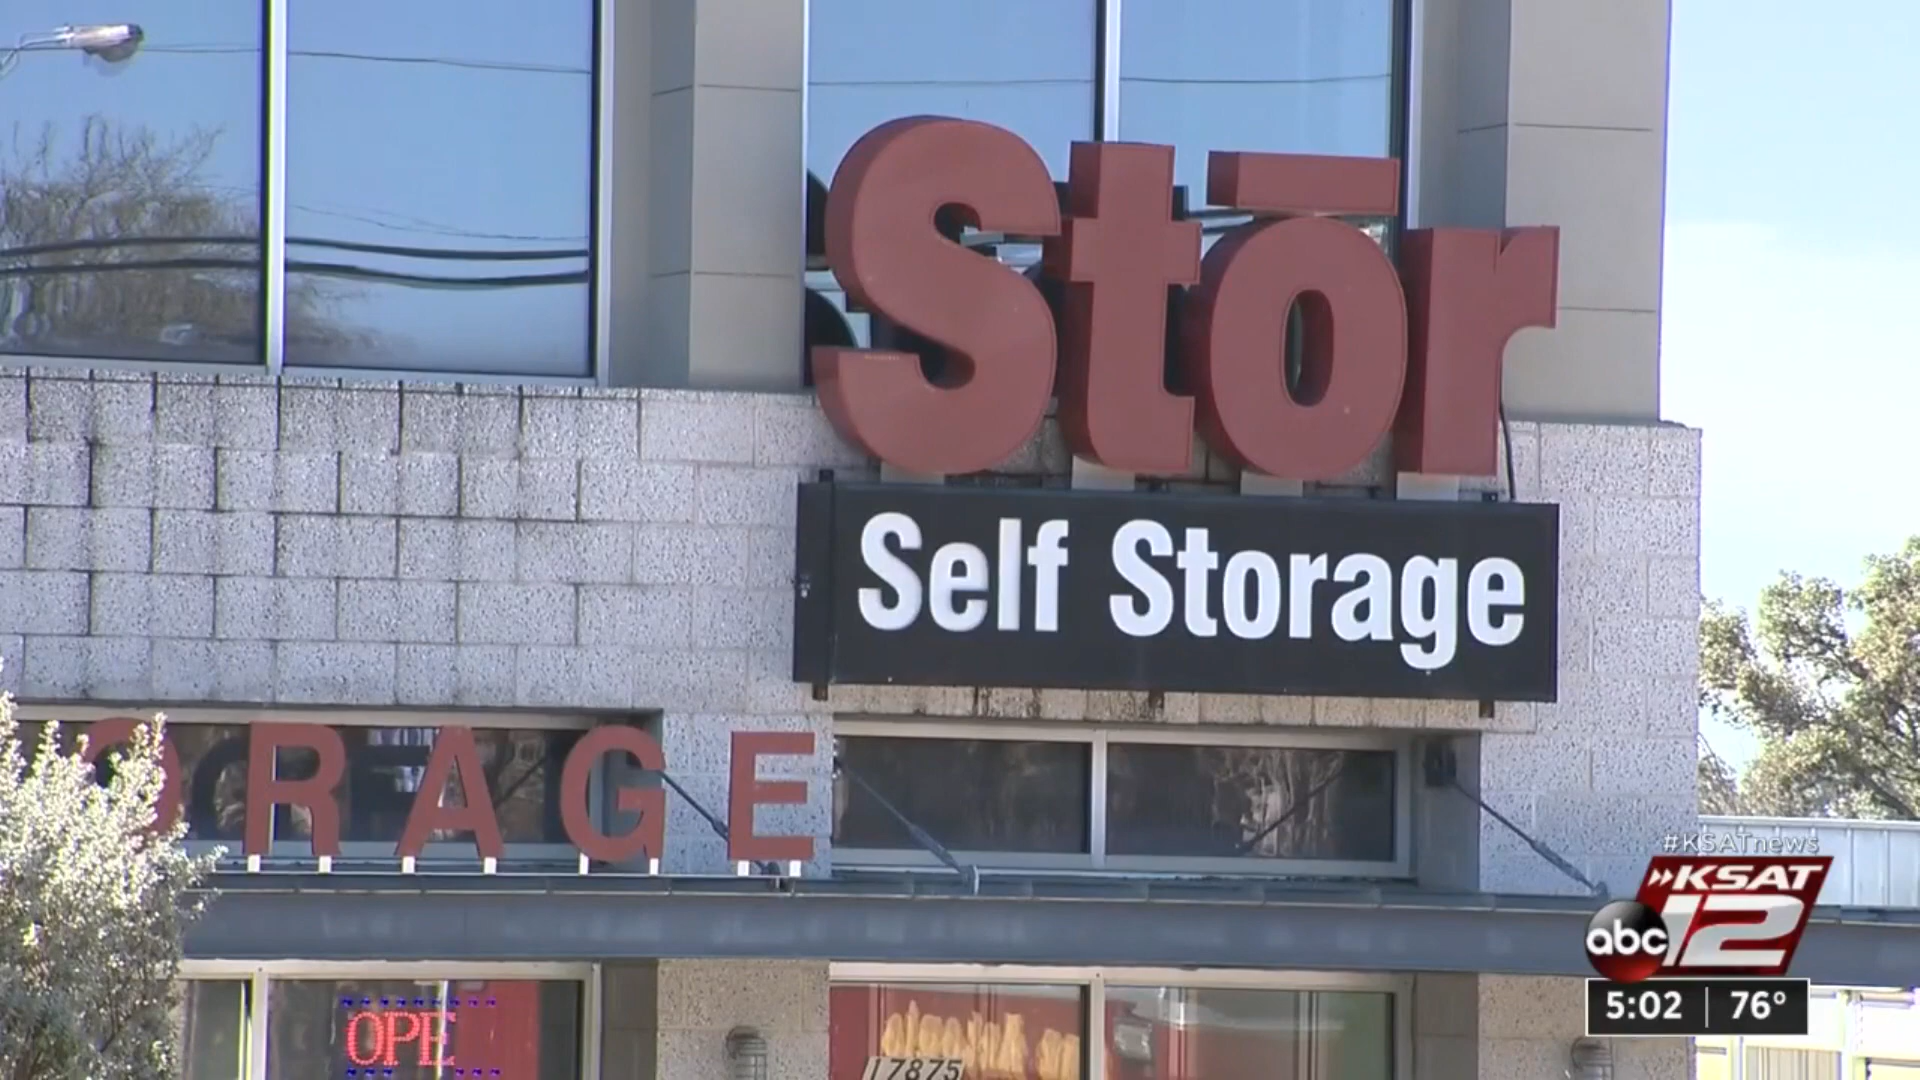 Stōr
Self Storage
ORAGE
#KSATnews
KSAT
abc 12
5:02 76°
OPE
17875